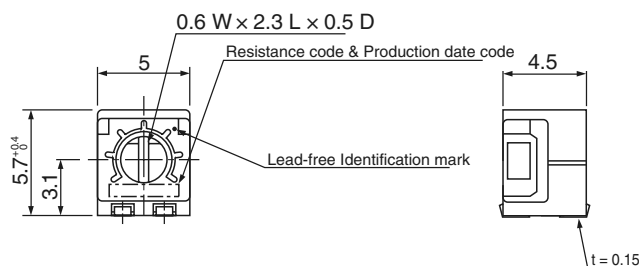 0.6 W × 2.3 L × 0.5 D
Resistance code & Production date code
5
4.5
5.7 +0.4 0
3.1
Lead-free Identification mark
t = 0.15